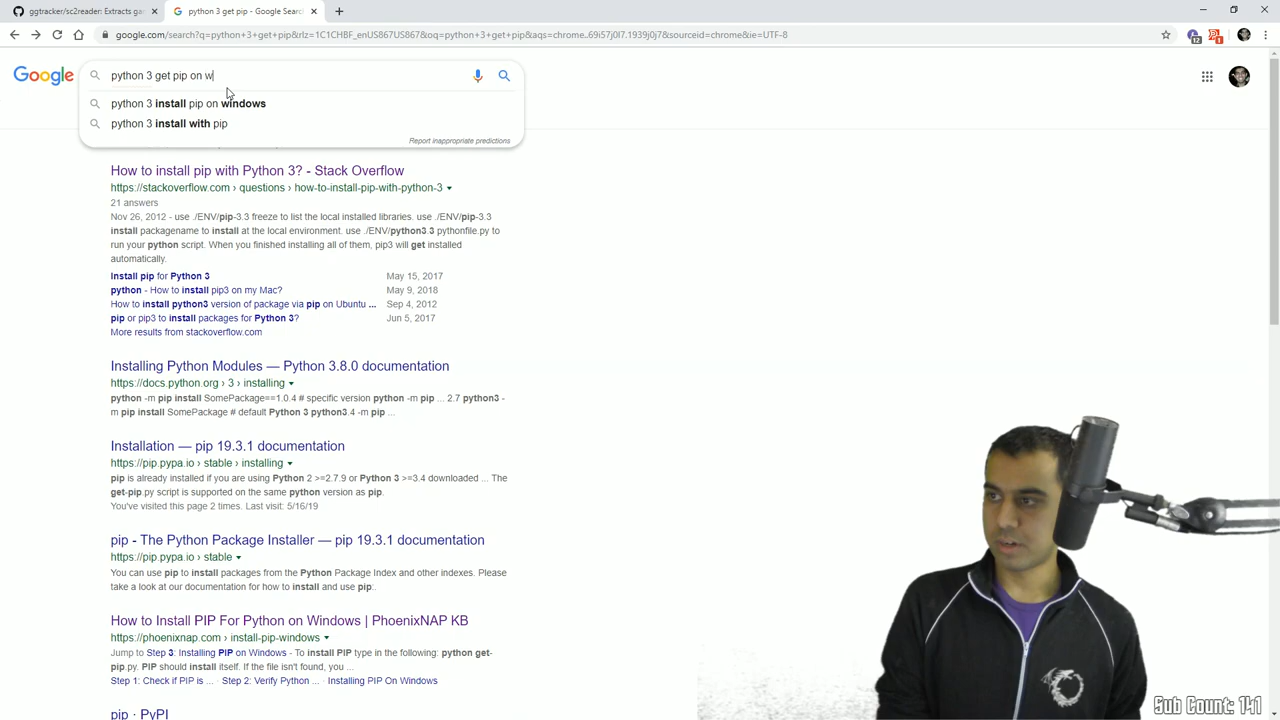 ggtracker/sc2reader: Extracts gam
python 3 get pip - Google Search
google.com/search?q=python+3+get+pip&rlz=1C1CHBF_enUS867US867&oq=python+3+get+pip&aqs=chrome..69i57j0l7.1939j0j7&sourceid=chrome&ie=UTF-8
12
1
Google
python 3 get pip on w
python 3 install pip on windows
python 3 install with pip
Report inappropriate predictions
How to install pip with Python 3? - Stack Overflow
https://stackoverflow.com › questions › how-to-install-pip-with-python-3
21 answers
Nov 26, 2012 - use ./ENV/pip-3.3 freeze to list the local installed libraries. use ./ENV/pip-3.3
install packagename to install at the local environment. use ./ENV/python3.3 pythonfile.py to
run your python script. When you finished installing all of them, pip3 will get installed
automatically.
Install pip for Python 3 May 15, 2017
python - How to install pip3 on my Mac? May 9, 2018
How to install python3 version of package via pip on Ubuntu ... Sep 4, 2012
pip or pip3 to install packages for Python 3? Jun 5, 2017
More results from stackoverflow.com
Installing Python Modules — Python 3.8.0 documentation
https://docs.python.org › 3 › installing
python -m pip install SomePackage==1.0.4 # specific version python -m pip ... 2.7 python3 -
m pip install SomePackage # default Python 3 python3.4 -m pip ...
Installation — pip 19.3.1 documentation
https://pip.pypa.io › stable › installing
pip is already installed if you are using Python 2 >=2.7.9 or Python 3 >=3.4 downloaded ... The
get-pip.py script is supported on the same python version as pip.
You've visited this page 2 times. Last visit: 5/16/19
pip - The Python Package Installer — pip 19.3.1 documentation
https://pip.pypa.io › stable
You can use pip to install packages from the Python Package Index and other indexes. Please
take a look at our documentation for how to install and use pip:.
How to Install PIP For Python on Windows | PhoenixNAP KB
https://phoenixnap.com › install-pip-windows
Jump to Step 3: Installing PIP on Windows - To install PIP type in the following: python get-
pip.py. PIP should install itself. If the file isn't found, you ...
Step 1: Check if PIP is ... · Step 2: Verify Python ... · Installing PIP On Windows
pip · PyPI
Sub Count: 141